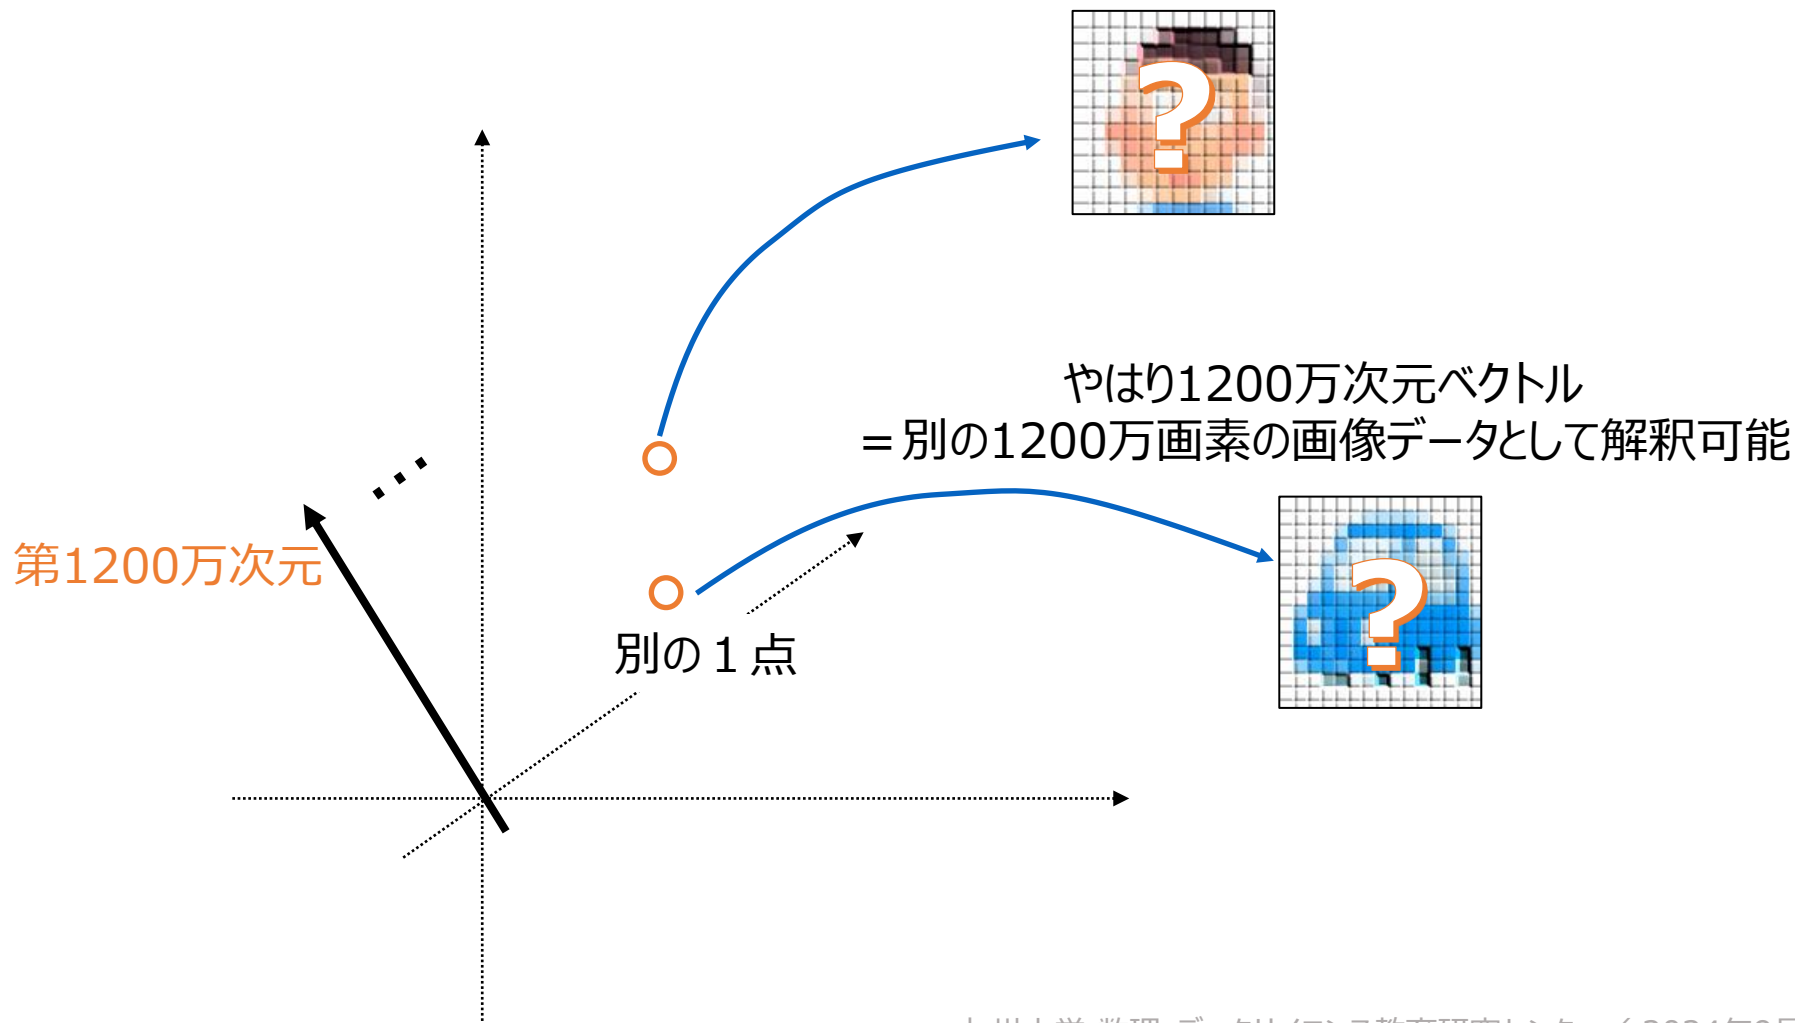 ?
やはり1200万次元ベクトル
＝別の1200万画素の画像データとして解釈可能
第1200万次元
?
別の１点